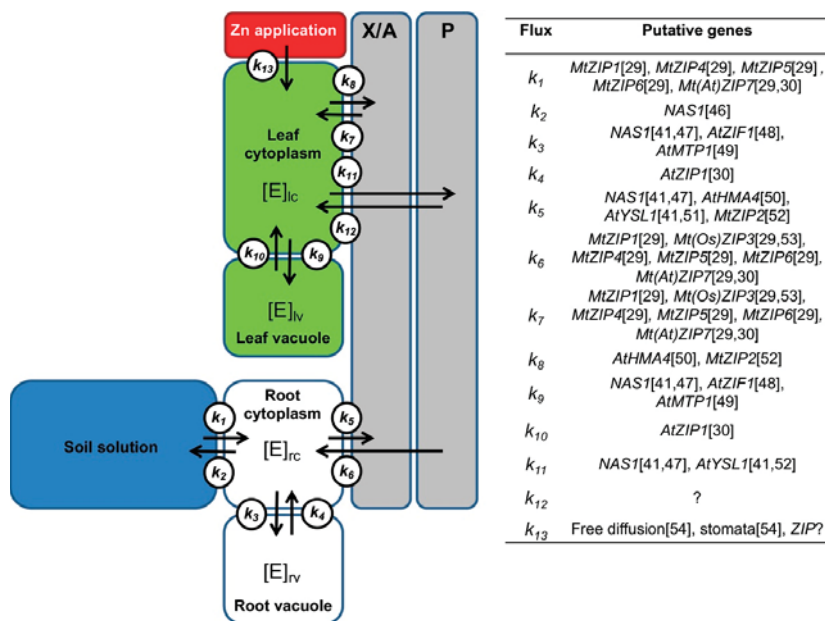 Zn application
X/A
P
k13
k8
Leaf
cytoplasm
k7
k11
[E]lc
k12
k10
k9
[E]lv
Leaf vacuole
Root
cytoplasm
k1
k5
Soil solution
[E]rc
k2
k6
k3
k4
[E]rv
Root vacuole
Flux Putative genes
k1 MtZIP1[29], MtZIP4[29], MtZIP5[29] ,
MtZIP6[29], Mt(At)ZIP7[29,30]
k2 NAS1[46]
k3 NAS1[41,47], AtZIF1[48],
AtMTP1[49]
k4 AtZIP1[30]
k5 NAS1[41,47], AtHMA4[50],
AtYSL1[41,51], MtZIP2[52]
k6 MtZIP1[29], Mt(Os)ZIP3[29,53],
MtZIP4[29], MtZIP5[29], MtZIP6[29],
Mt(At)ZIP7[29,30]
k7 MtZIP1[29], Mt(Os)ZIP3[29,53],
MtZIP4[29], MtZIP5[29], MtZIP6[29],
Mt(At)ZIP7[29,30]
k8 AtHMA4[50], MtZIP2[52]
k9 NAS1[41,47], AtZIF1[48],
AtMTP1[49]
k10 AtZIP1[30]
k11 NAS1[41,47], AtYSL1[41,52]
k12 ?
k13 Free diffusion[54], stomata[54], ZIP?